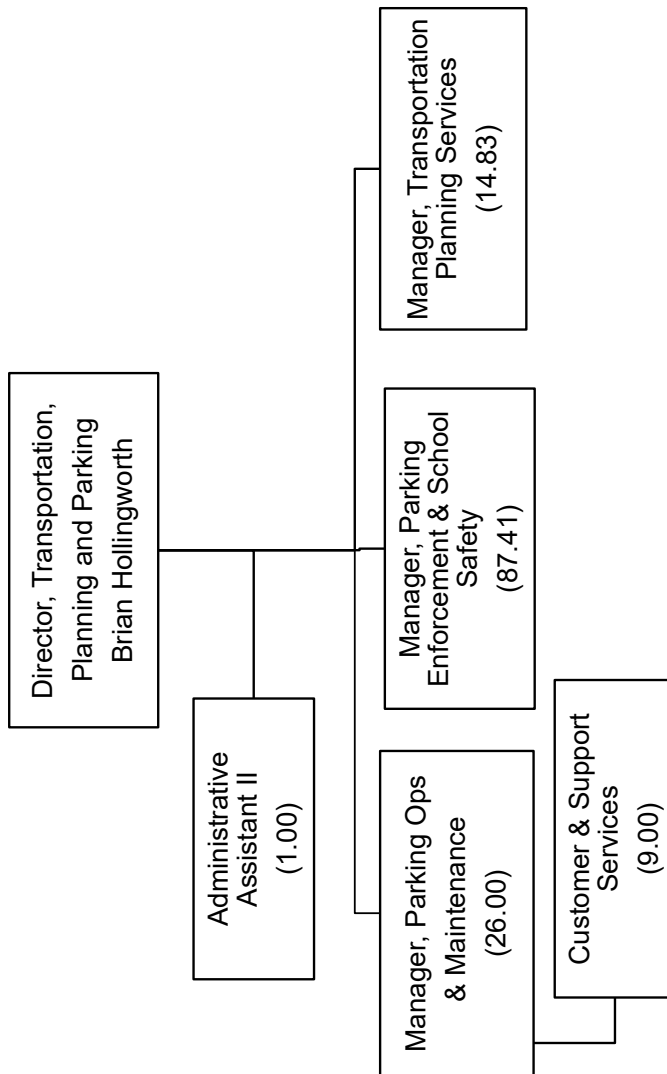 Director, Transportation,
Planning and Parking
Brian Hollingworth
Administrative
Assistant II
(1.00)
Manager, Parking Ops
& Maintenance
(26.00)
Manager, Parking
Enforcement & School
Safety
(87.41)
Manager, Transportation
Planning Services
(14.83)
Customer & Support
Services
(9.00)